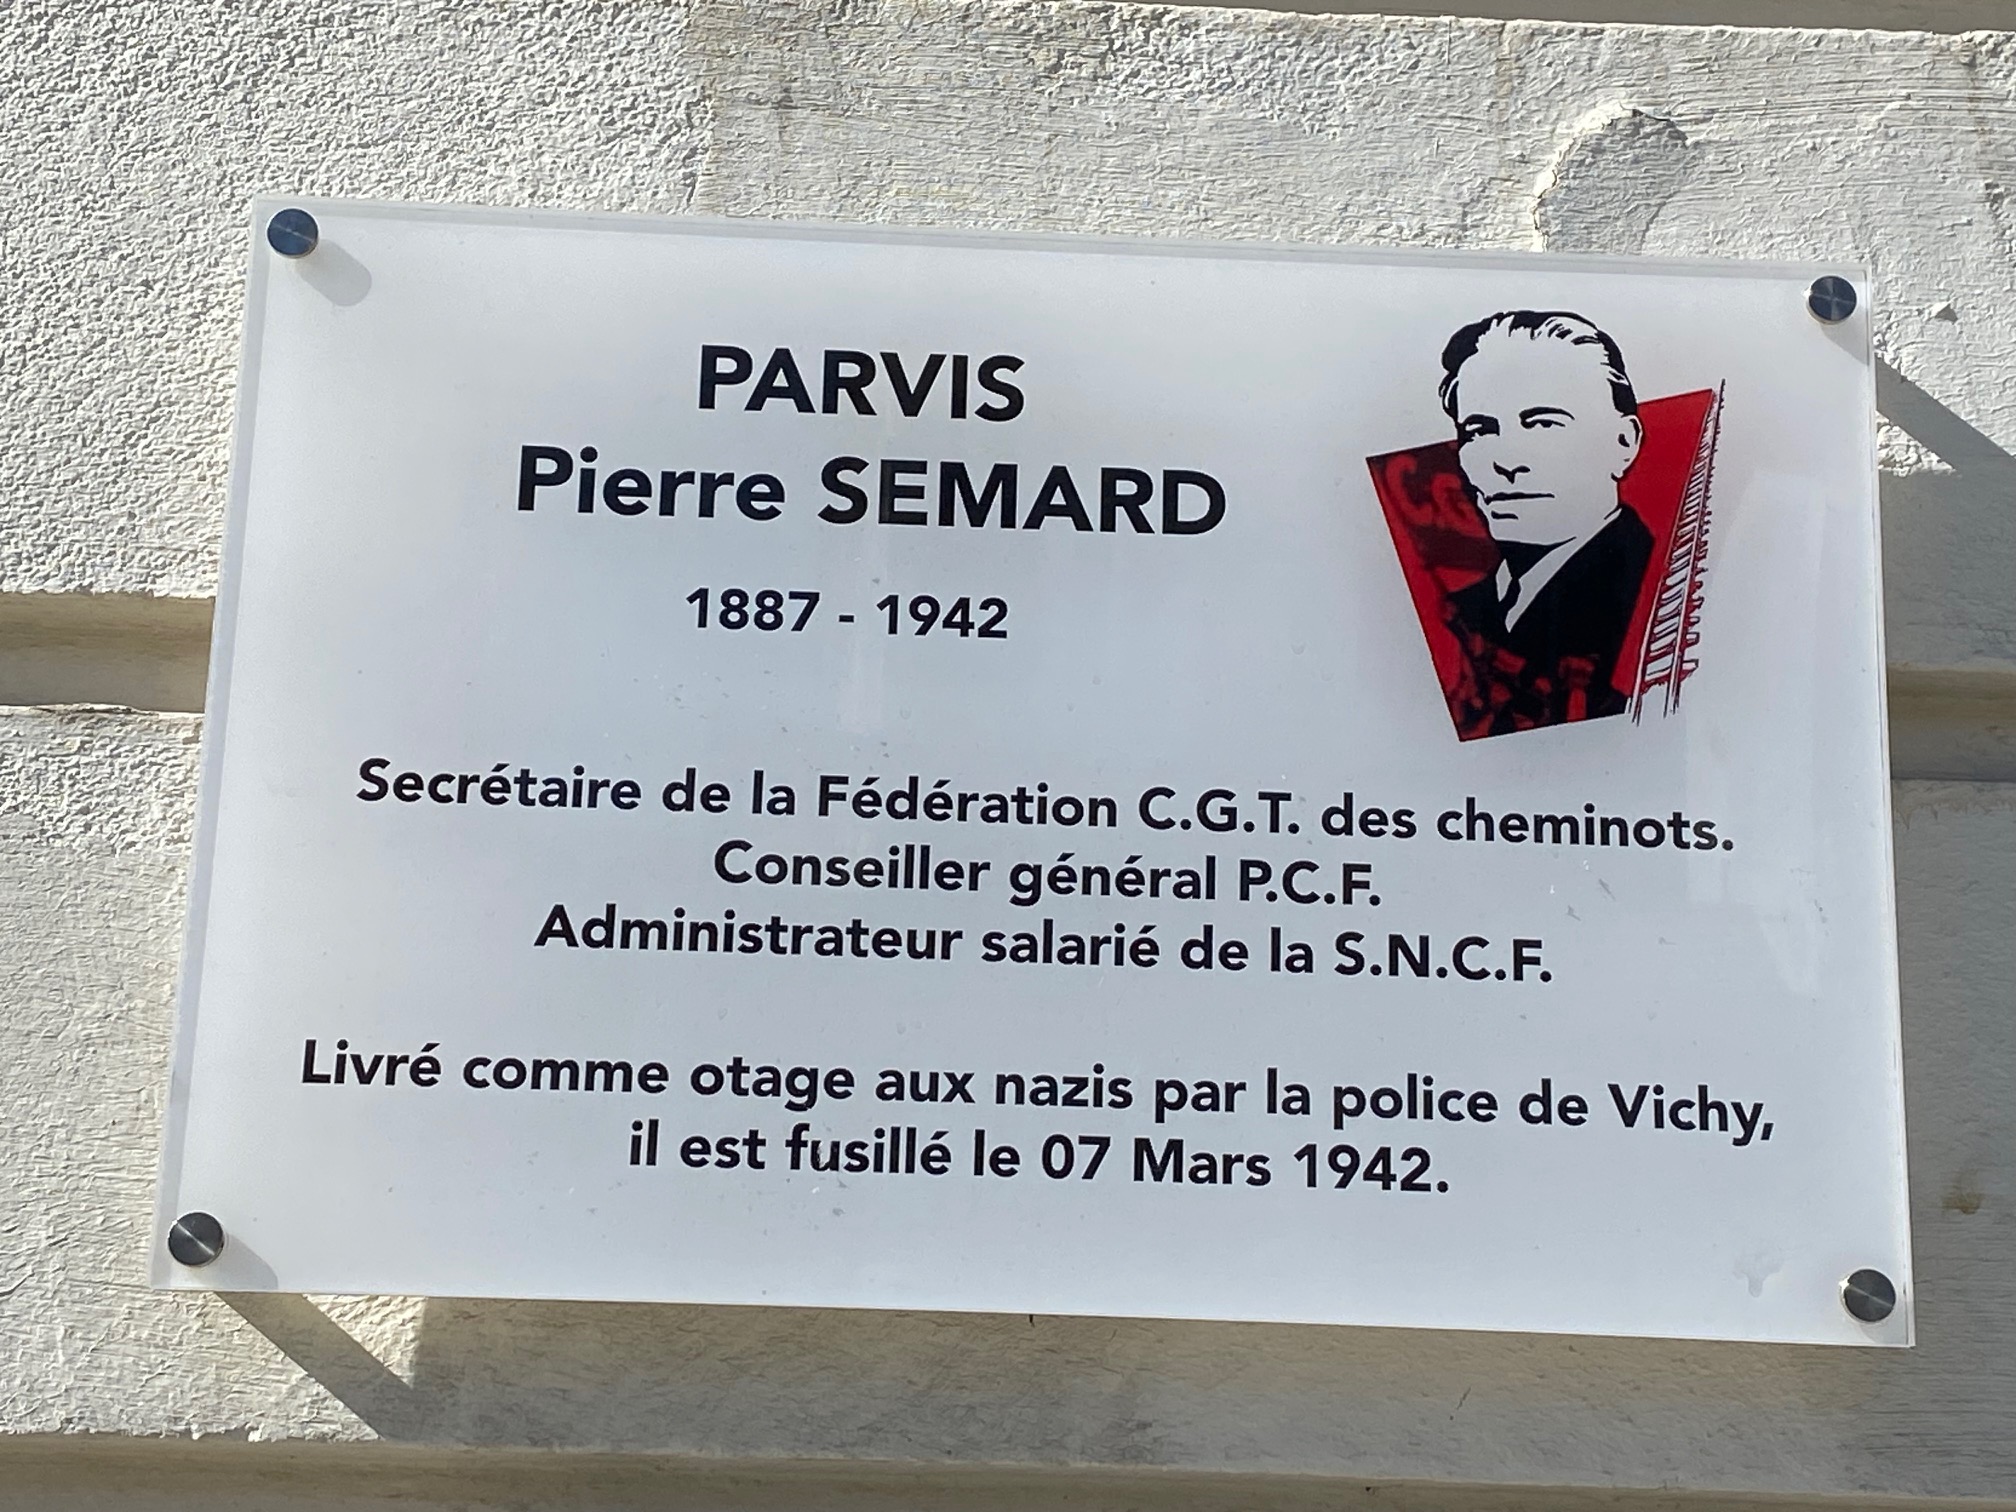 PARVIS
Pierre SEMARD
1887 - 1942
Secrétaire de la Fédération C.G.T. des cheminots.
Conseiller général P.C.F.
Administrateur salarié de la S.N.C.F.
Livré comme otage aux nazis par la police de Vichy,
il est fusillé le 07 Mars 1942.